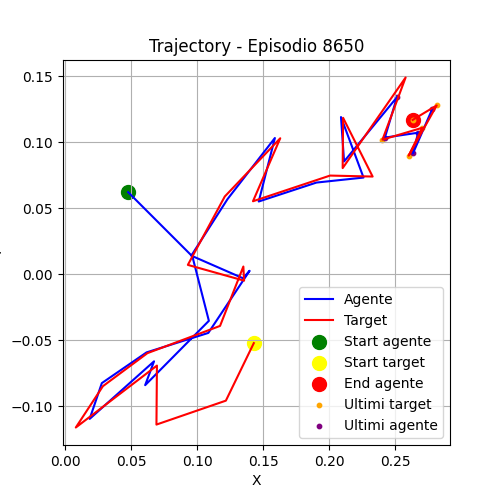 Trajectory - Episodio 8650
0.15
0.10
0.05
0.00
−0.05
−0.10
0.00 0.05 0.10 0.15 0.20 0.25
X
Agente
Target
Start agente
Start target
End agente
Ultimi target
Ultimi agente